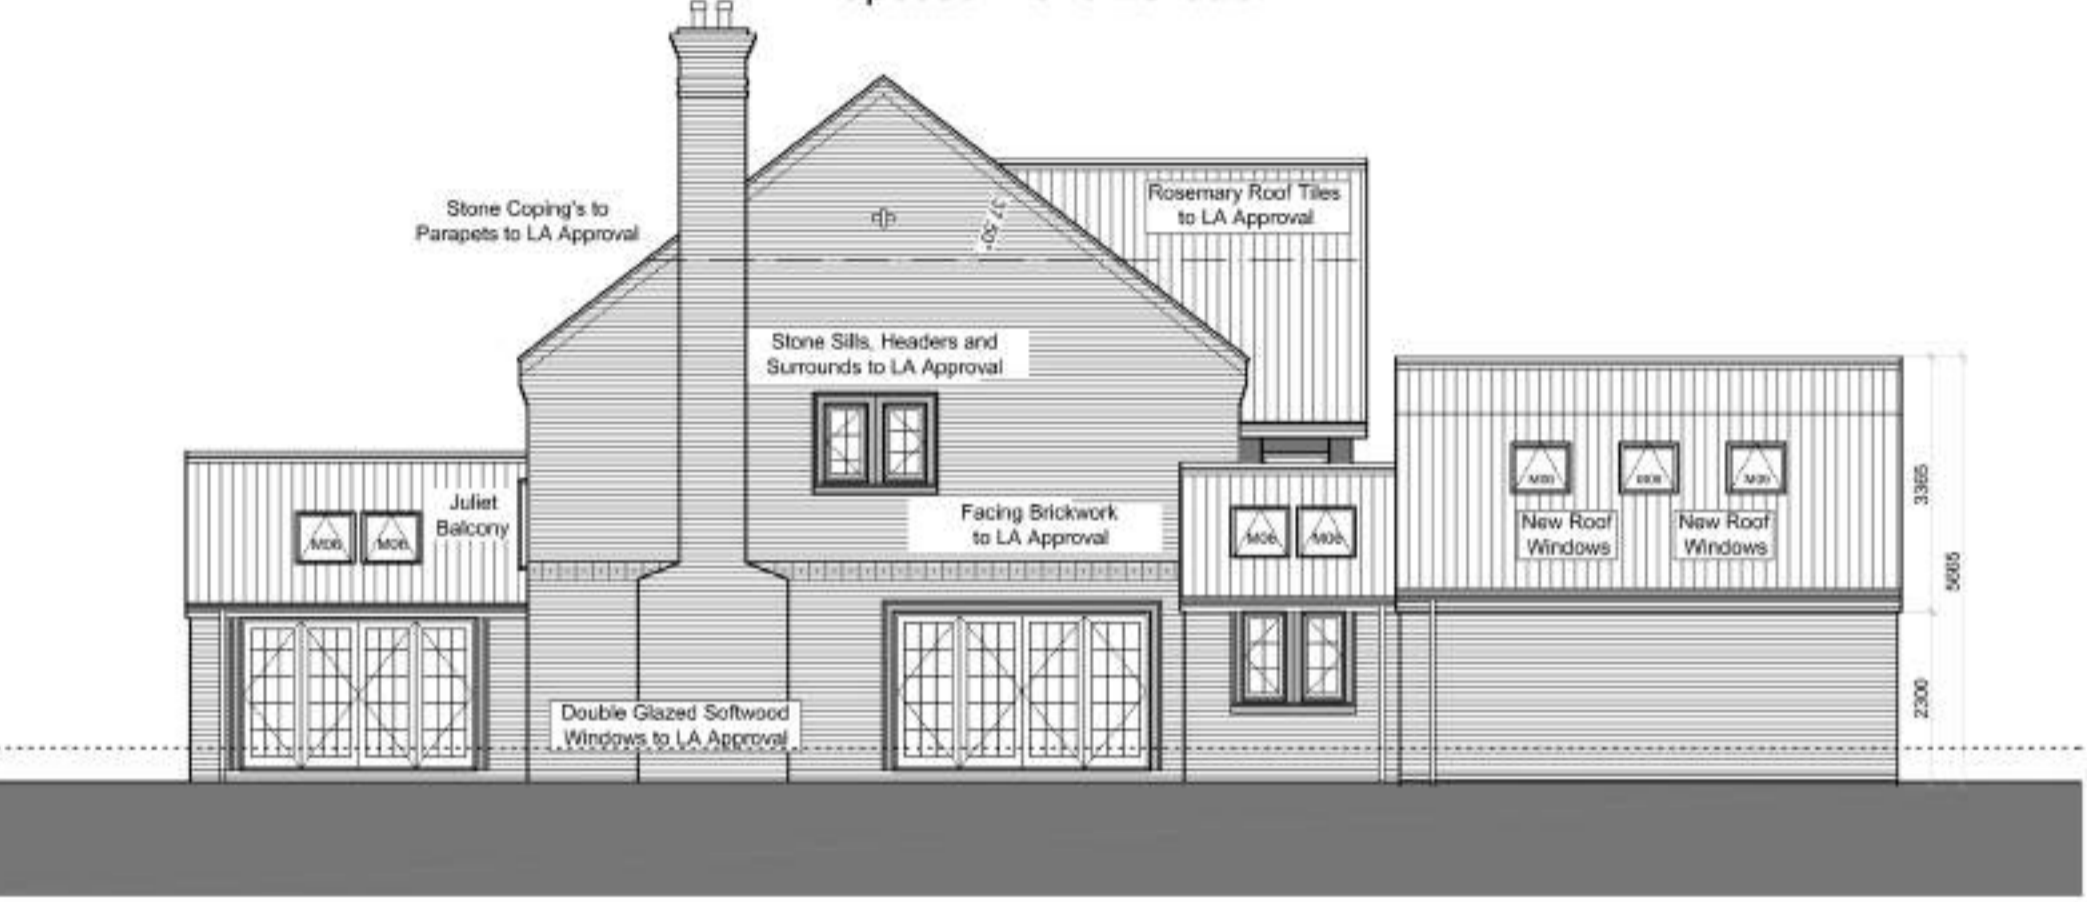 Stone Coping's to
Parapets to LA Approval
Rosemary Roof Tiles
to LA Approval
37.50°
Stone Sills, Headers and
Surrounds to LA Approval
Juliet
Balcony
Facing Brickwork
to LA Approval
M06
M06
M06
M06
New Roof
Windows
New Roof
Windows
3365
5665
2300
Double Glazed Softwood
Windows to LA Approval